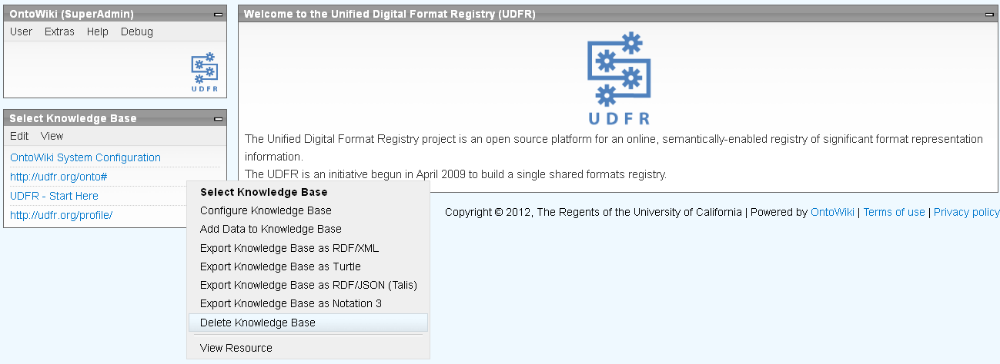 OntoWiki (SuperAdmin)
User Extras Help Debug
UDFR
Select Knowledge Base
Edit View
OntoWiki System Configuration
http://udfr.org/onto#
UDFR - Start Here
http://udfr.org/profile/
Welcome to the Unified Digital Format Registry (UDFR)
UDFR
The Unified Digital Format Registry project is an open source platform for an online, semantically-enabled registry of significant format representation
information.
The UDFR is an initiative begun in April 2009 to build a single shared formats registry.
Select Knowledge Base
Configure Knowledge Base
Add Data to Knowledge Base
Export Knowledge Base as RDF/XML
Export Knowledge Base as Turtle
Export Knowledge Base as RDF/JSON (Talis)
Export Knowledge Base as Notation 3
Delete Knowledge Base
View Resource
Copyright © 2012, The Regents of the University of California | Powered by OntoWiki | Terms of use | Privacy policy